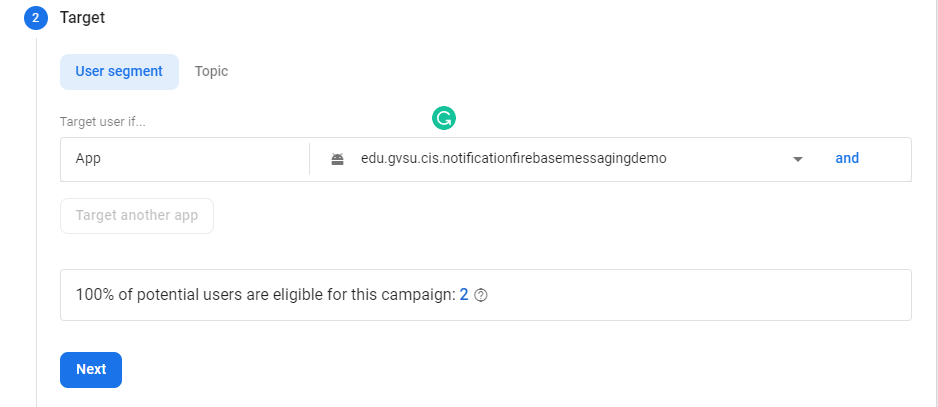 2 Target
User segment Topic
Target user if...
App edu.gvsu.cis.notificationfirebasemessagingdemo and
Target another app
100% of potential users are eligible for this campaign: 2 ?
Next